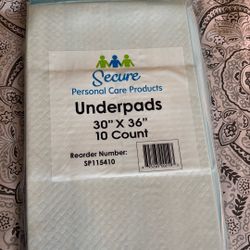 Secure
Personal Care Products
Underpads
30" X 36"
10 Count
Reorder Number:
SP115410